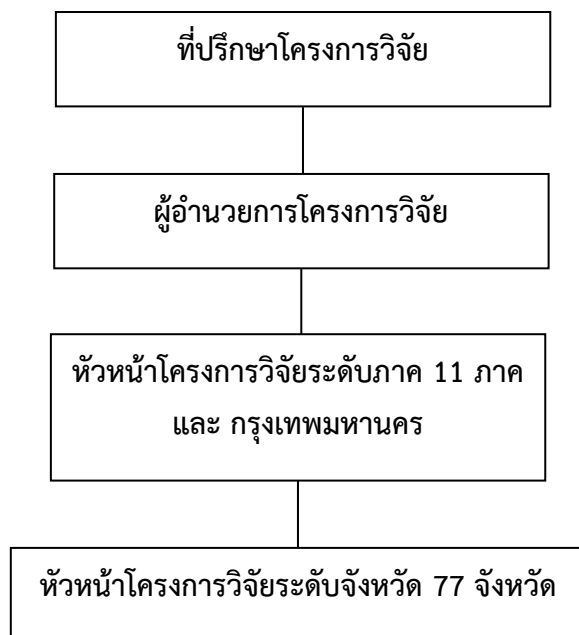 ที่ปรึกษาโครงการวิจัย
ผู้อำนวยการโครงการวิจัย
หัวหน้าโครงการวิจัยระดับภาค 11 ภาค
และ กรุงเทพมหานคร
หัวหน้าโครงการวิจัยระดับจังหวัด 77 จังหวัด